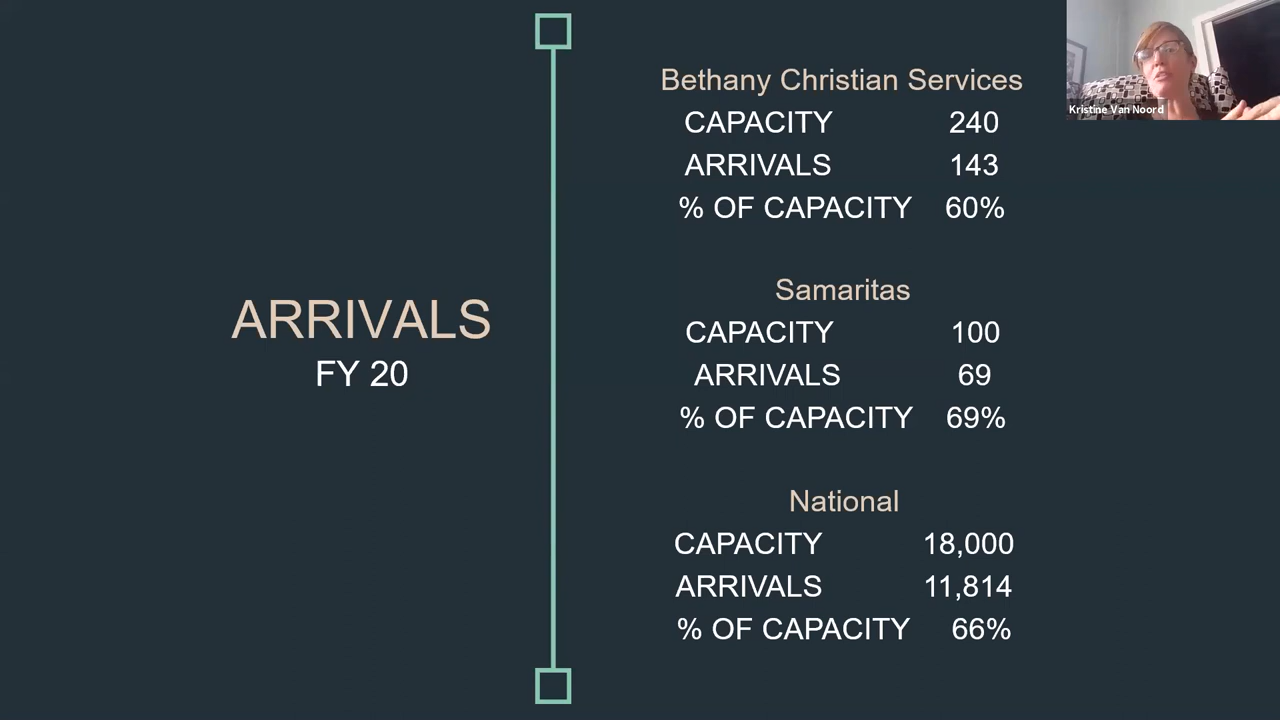 ARRIVALS
FY 20
Bethany Christian Services
CAPACITY 240
ARRIVALS 143
% OF CAPACITY 60%
Samaritas
CAPACITY 100
ARRIVALS 69
% OF CAPACITY 69%
National
CAPACITY 18,000
ARRIVALS 11,814
% OF CAPACITY 66%
Kristine Van Noord